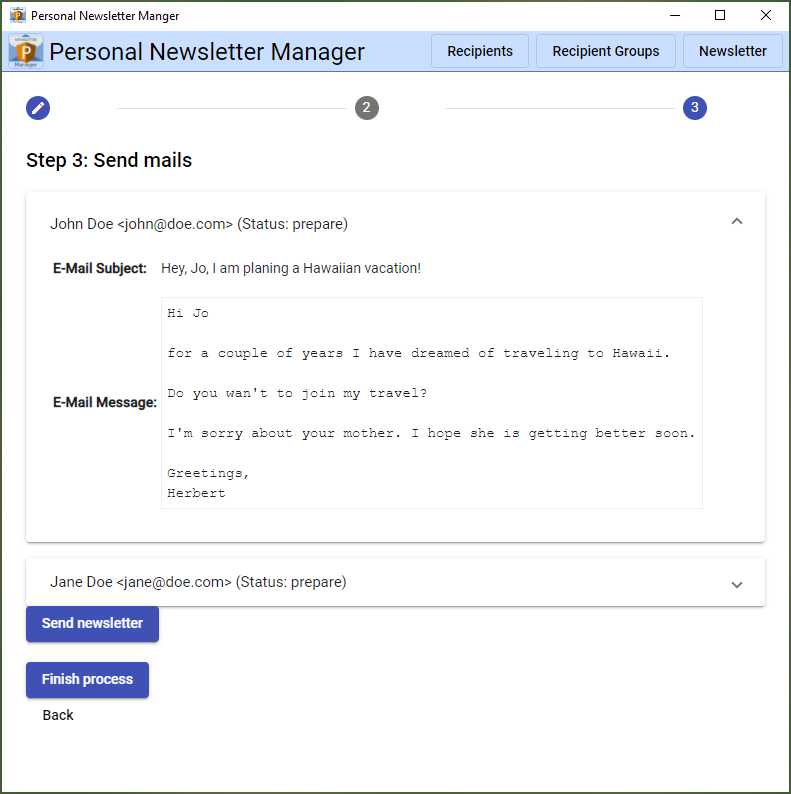 Personal Newsletter Manger
Personal Newsletter Manager
Recipients
Recipient Groups
Newsletter
2
3
Step 3: Send mails
John Doe <john@doe.com> (Status: prepare)
E-Mail Subject: Hey, Jo, I am planing a Hawaiian vacation!
E-Mail Message:
Hi Jo
for a couple of years I have dreamed of traveling to Hawaii.
Do you wan't to join my travel?
I'm sorry about your mother. I hope she is getting better soon.
Greetings,
Herbert
Jane Doe <jane@doe.com> (Status: prepare)
Send newsletter
Finish process
Back